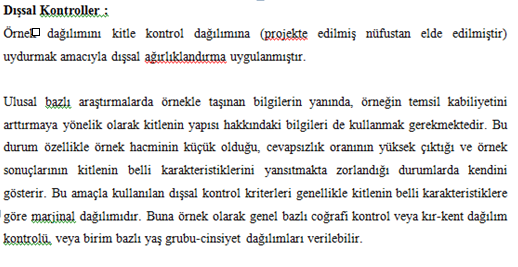 Dışsal Kontroller :
Örnek dağılımını kitle kontrol dağılımına (projekte edilmiş nüfustan elde edilmiştir)
uydurmak amacıyla dışsal ağırlıklandırma uygulanmıştır.
Ulusal bazlı araştırmalarda örnekle taşınan bilgilerin yanında, örneğin temsil kabiliyetini
arttırmaya yönelik olarak kitlenin yapısı hakkındaki bilgileri de kullanmak gerekmektedir. Bu
durum özellikle örnek hacminin küçük olduğu, cevapsızlık oranının yüksek çıktığı ve örnek
sonuçlarının kitlenin belli karakteristiklerini yansıtmakta zorlandığı durumlarda kendini
gösterir. Bu amaçla kullanılan dışsal kontrol kriterleri genellikle kitlenin belli karakteristiklere
göre marjinal dağılımıdır. Buna örnek olarak genel bazlı coğrafi kontrol veya kır-kent dağılım
kontrolü, veya birim bazlı yaş grubu-cinsiyet dağılımları verilebilir.